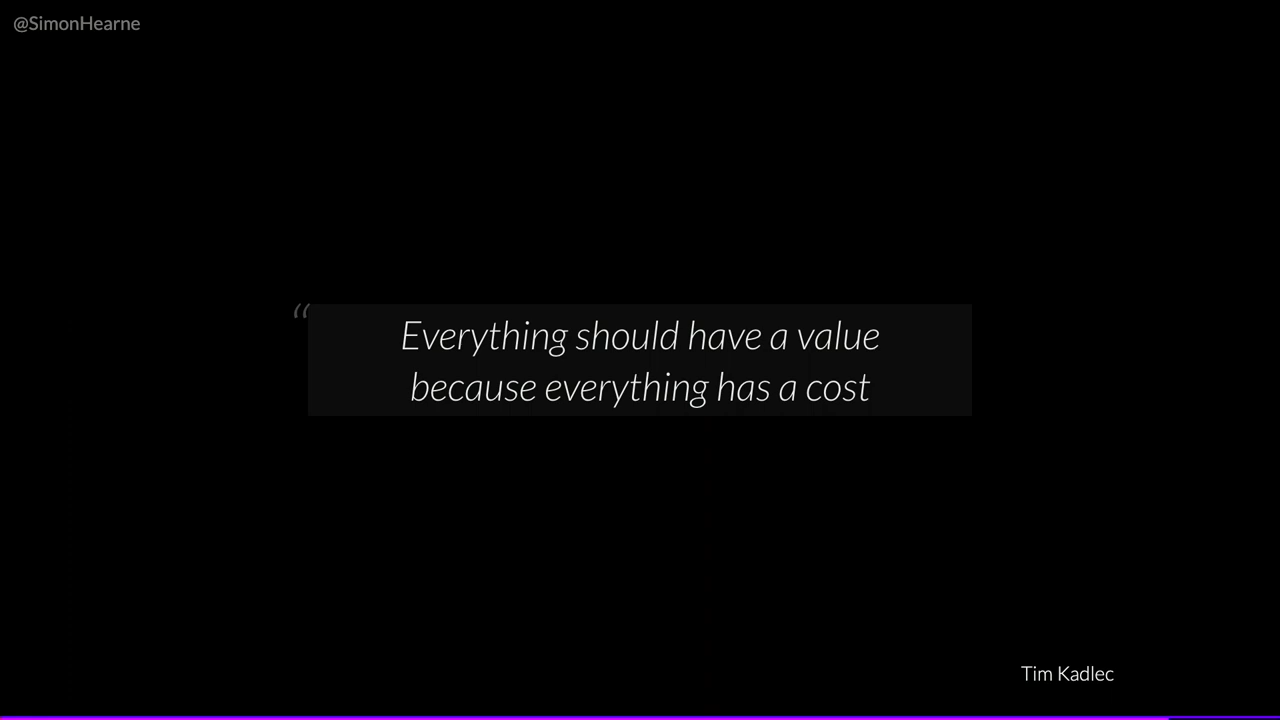 @SimonHearne
“
Everything should have a value
because everything has a cost
Tim Kadlec